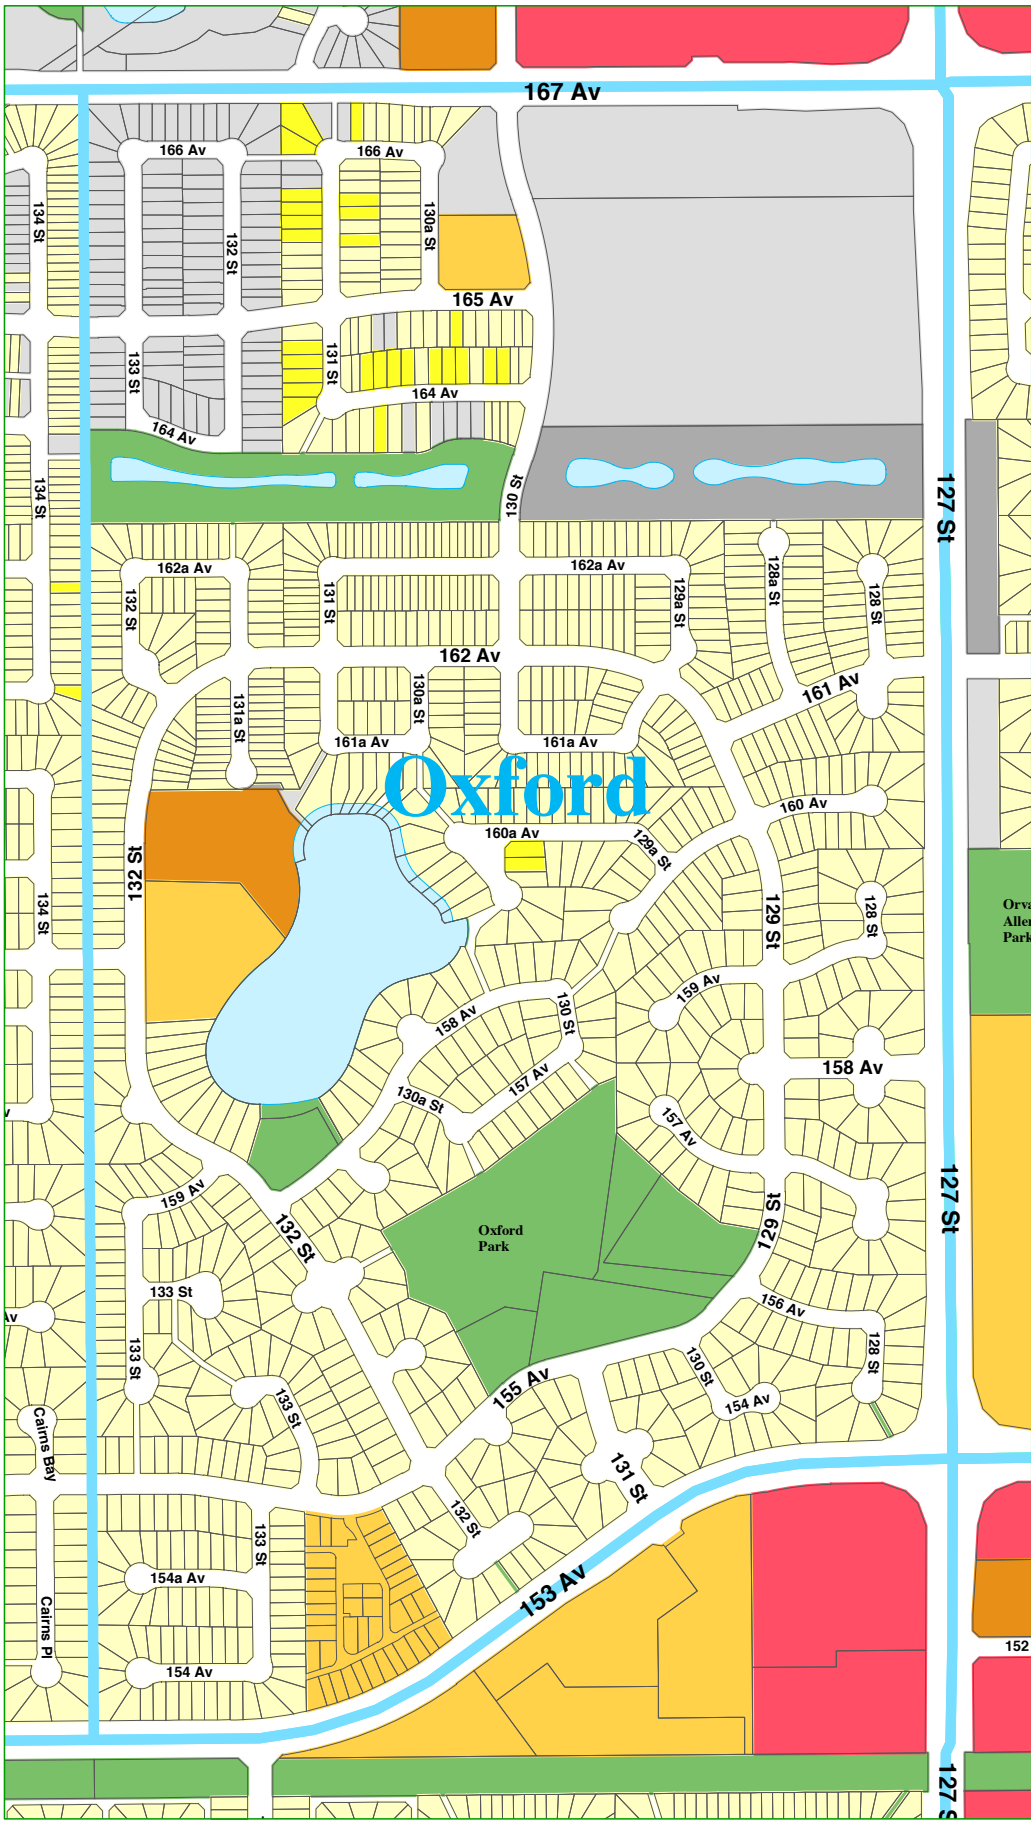 167 Av
166 Av
166 Av
134 St
132 St
130a St
165 Av
133 St
131 St
164 Av
164 Av
134 St
130 St
127 St
162a Av
162a Av
132 St
131 St
129a St
128a St
128 St
162 Av
161 Av
131a St
130a St
161a Av
161a Av
Oxford
160 Av
160a Av
129a St
132 St
134 St
129 St
128 St
Orva
Aller
Park
159 Av
158 Av
130 St
158 Av
157 Av
130a St
157 Av
127 St
159 Av
132 St
129 St
Oxford
Park
133 St
156 Av
Av
133 St
128 St
130 St
155 Av
154 Av
133 St
Cairns Bay
131 St
132 St
133 St
154a Av
153 Av
Cairns Pl
152
154 Av
127 S